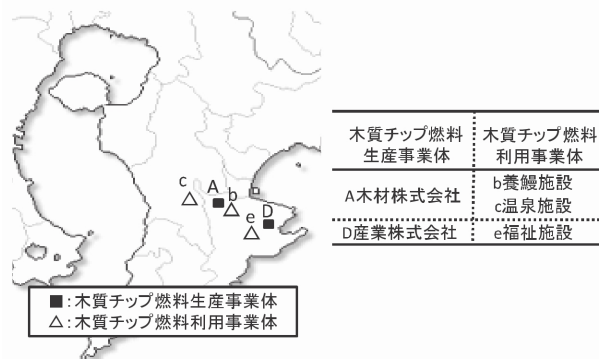 c
A
b
D
e
■:木質チップ燃料生産事業体
△:木質チップ燃料利用事業体
木質チップ燃料
生産事業体
木質チップ燃料
利用事業体
A木材株式会社
b養鰻施設
c温泉施設
D産業株式会社
e福祉施設